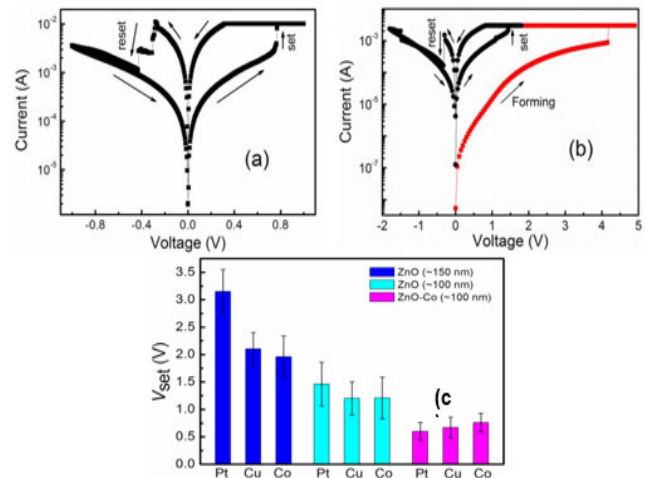 10⁻²
10⁻³
10⁻⁴
10⁻⁵
Current (A)
reset
set
(a)
-0.8 -0.4 0.0 0.4 0.8
Voltage (V)
10⁻³
10⁻⁵
10⁻⁷
Current (A)
reset
set
Forming
(b)
-2 -1 0 1 2 3 4 5
Voltage (V)
3.5
3.0
2.5
2.0
1.5
1.0
0.5
0.0
Vset (V)
ZnO (~150 nm)
ZnO (~100 nm)
ZnO-Co (~100 nm)
(c
Pt Cu Co Pt Cu Co Pt Cu Co